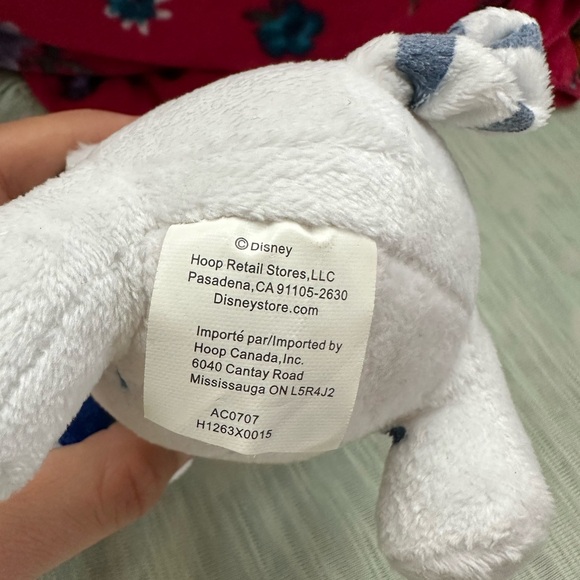 © Disney
Hoop Retail Stores,LLC
Pasadena,CA 91105-2630
Disneystore.com
Importé par/Imported by
Hoop Canada,Inc.
6040 Cantay Road
Mississauga ON L5R4J2
AC0707
H1263X0015